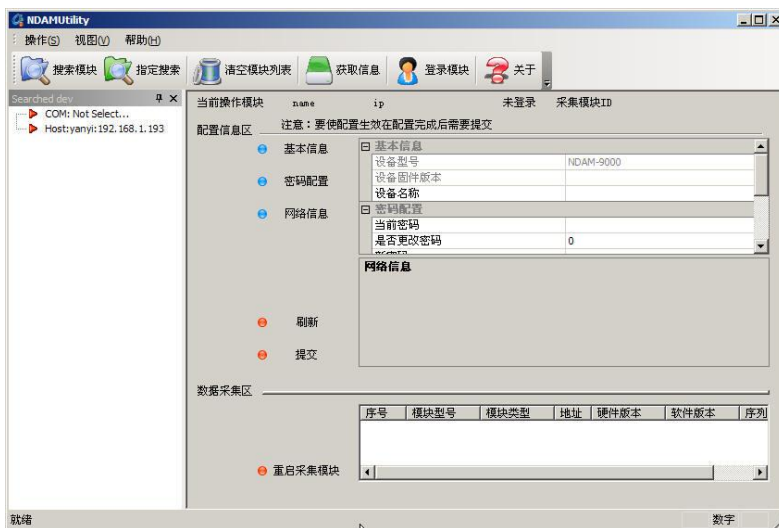 NDAMUtility
操作(S) 视图(V) 帮助(H)
搜索模块 指定搜索 清空模块列表 获取信息 登录模块 关于
Searched dev
COM: Not Select...
Host:yanyi:192.168.1.193
当前操作模块 name ip 未登录 采集模块ID
配置信息区 注意：要使配置生效在配置完成后需要提交
基本信息
密码配置
网络信息
基本信息
设备型号 NDAM-9000
设备固件版本
设备名称
密码配置
当前密码
是否更改密码 0
新密码
网络信息
刷新
提交
数据采集区
序号 模块型号 模块类型 地址 硬件版本 软件版本 序列
重启采集模块
就绪 数字